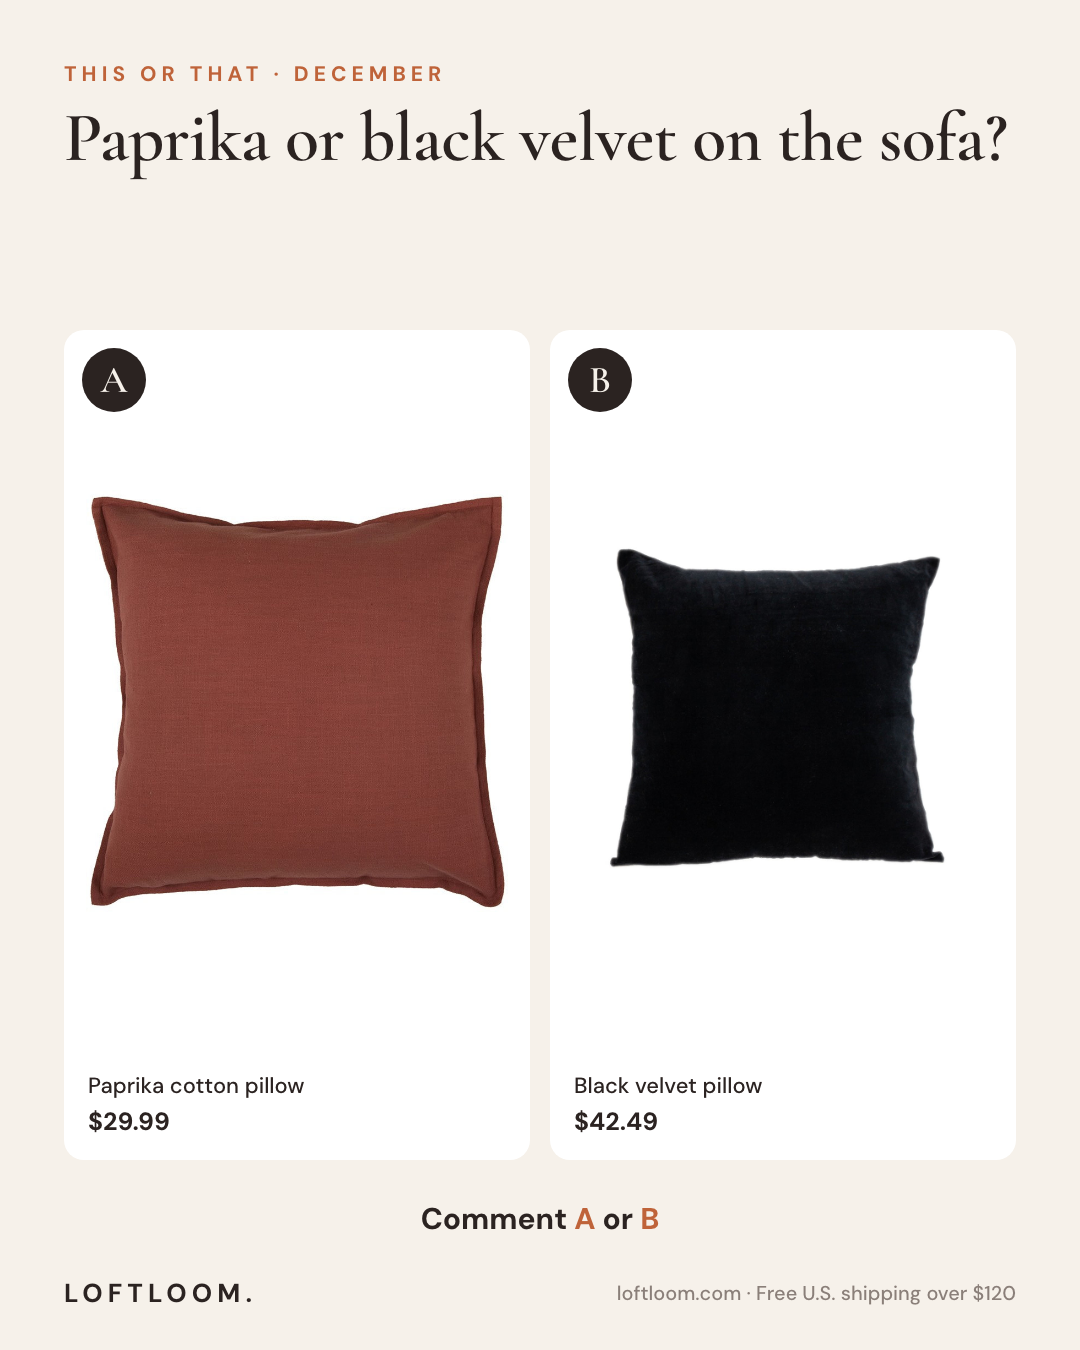 THIS OR THAT · DECEMBER
Paprika or black velvet on the sofa?
A
B
Paprika cotton pillow
$29.99
Black velvet pillow
$42.49
Comment A or B
LOFTLOOM.
loftloom.com · Free U.S. shipping over $120